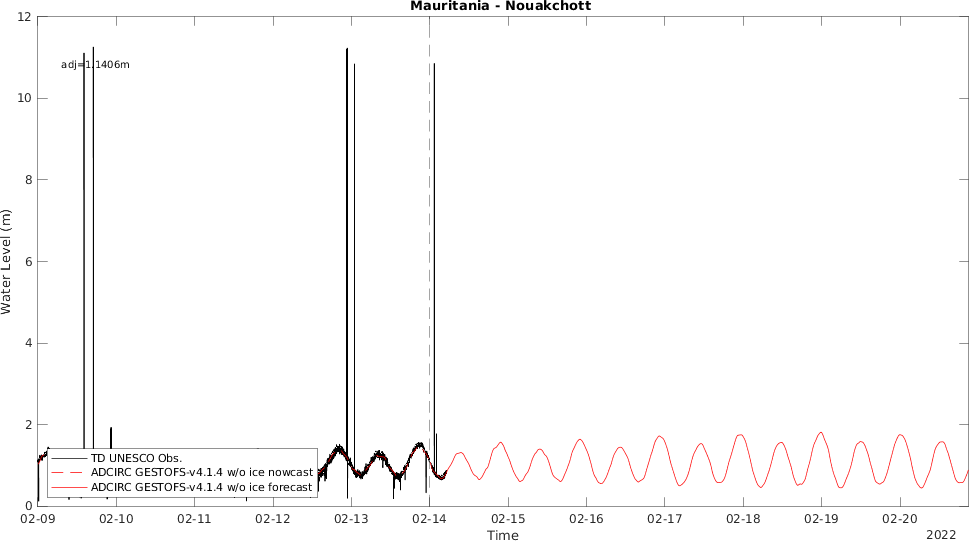 Mauritania - Nouakchott
12
adj=1.1406m
10
8
6
4
2
0
Water Level (m)
TD UNESCO Obs.
ADCIRC GESTOFS-v4.1.4 w/o ice nowcast
ADCIRC GESTOFS-v4.1.4 w/o ice forecast
02-09 02-10 02-11 02-12 02-13 02-14 02-15 02-16 02-17 02-18 02-19 02-20
Time
2022